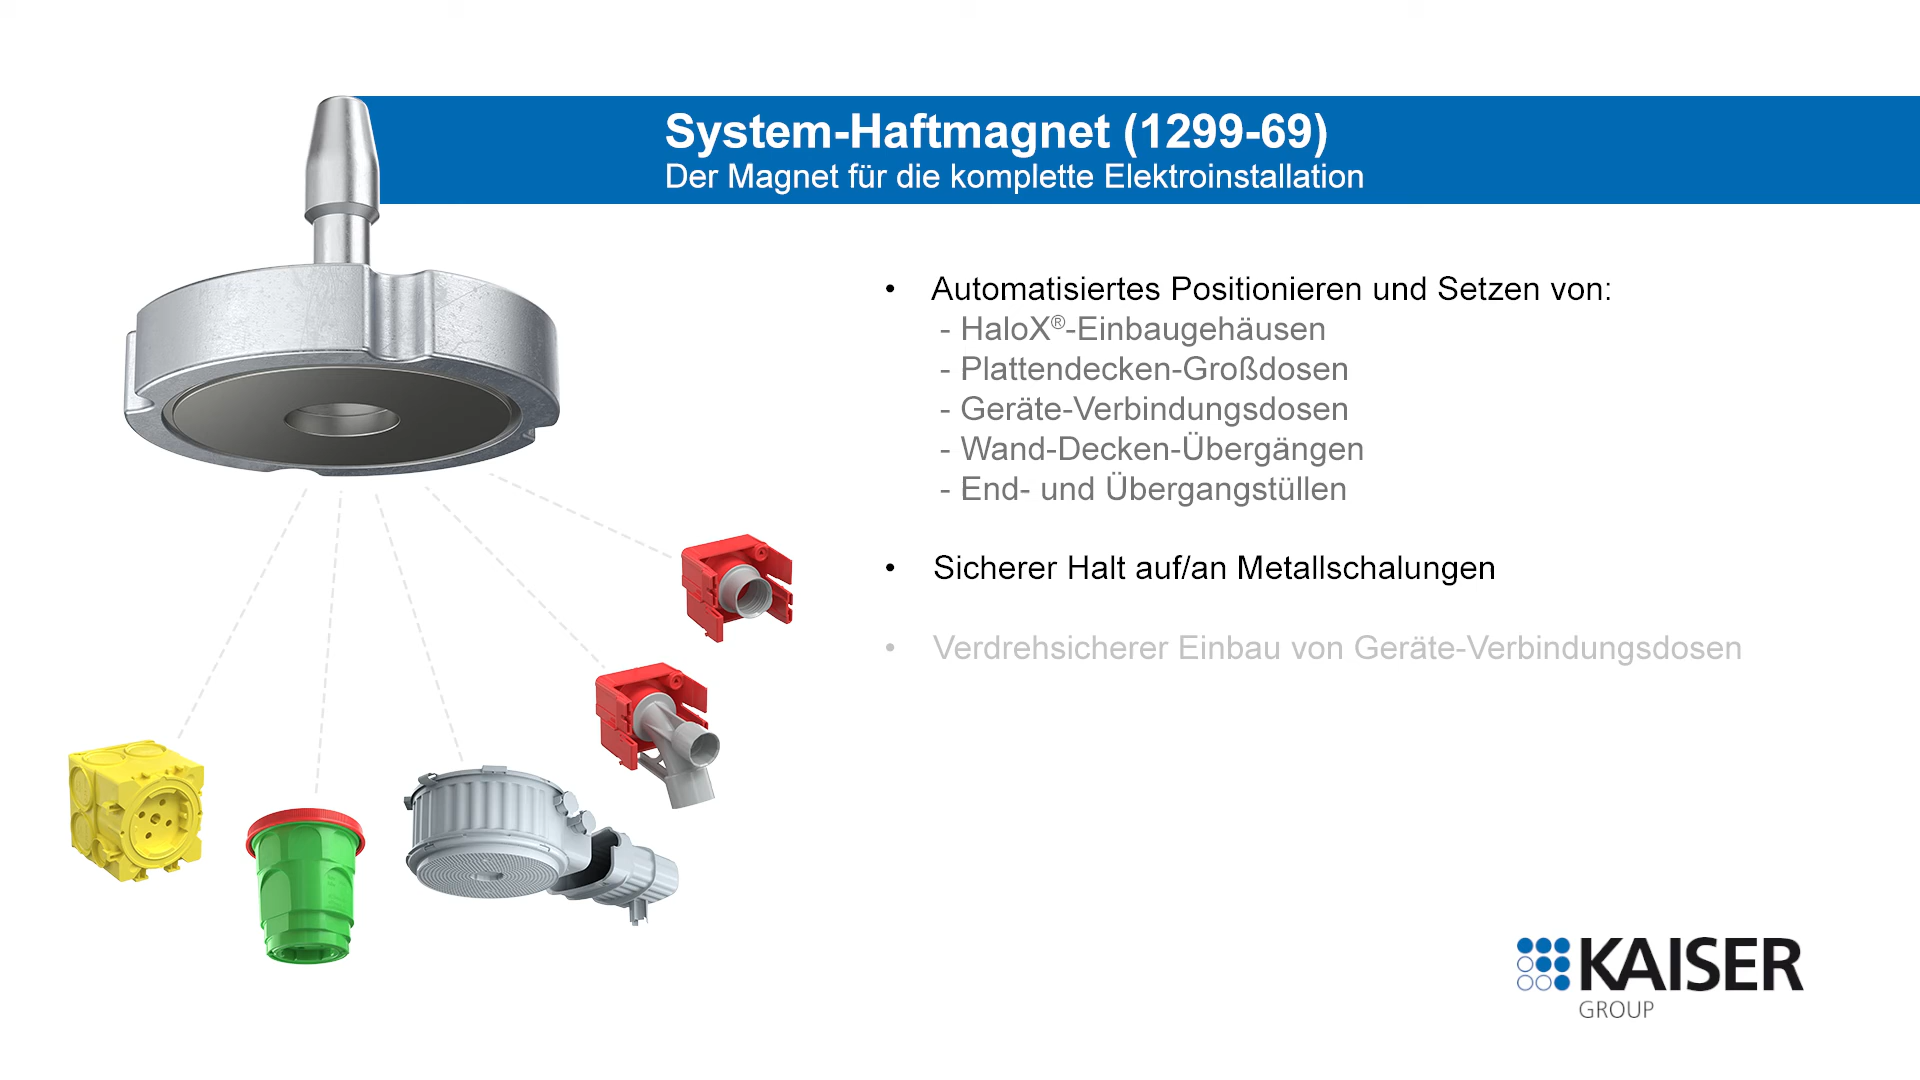 System-Haftmagnet (1299-69)
Der Magnet für die komplette Elektroinstallation
• Automatisiertes Positionieren und Setzen von:
- HaloX®-Einbaugehäusen
- Plattendecken-Großdosen
- Geräte-Verbindungsdosen
- Wand-Decken-Übergängen
- End- und Übergangstüllen
• Sicherer Halt auf/an Metallschalungen
• Verdrehsicherer Einbau von Geräte-Verbindungsdosen
KAISER
GROUP